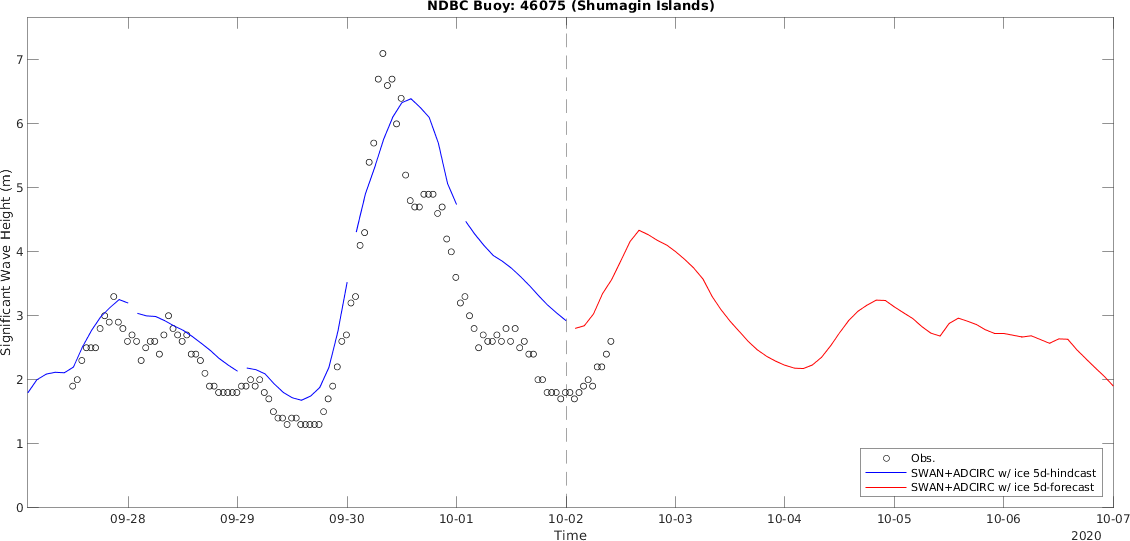 NDBC Buoy: 46075 (Shumagin Islands)
Significant Wave Height (m)
7
6
5
4
3
2
1
0
09-28 09-29 09-30 10-01 10-02 10-03 10-04 10-05 10-06 10-07
Time
2020
Obs.
SWAN+ADCIRC w/ ice 5d-hindcast
SWAN+ADCIRC w/ ice 5d-forecast